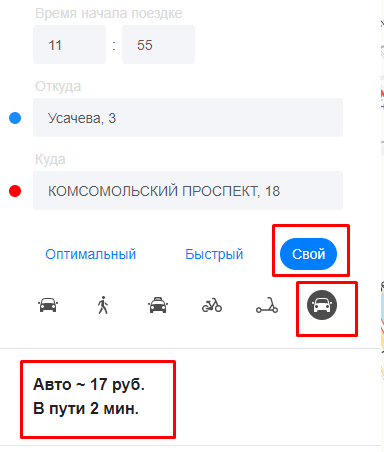 Время начала поездке
11 : 55
Откуда
Усачева, 3
Куда
КОМСОМОЛЬСКИЙ ПРОСПЕКТ, 18
Оптимальный Быстрый Свой
Авто ~ 17 руб.
В пути 2 мин.